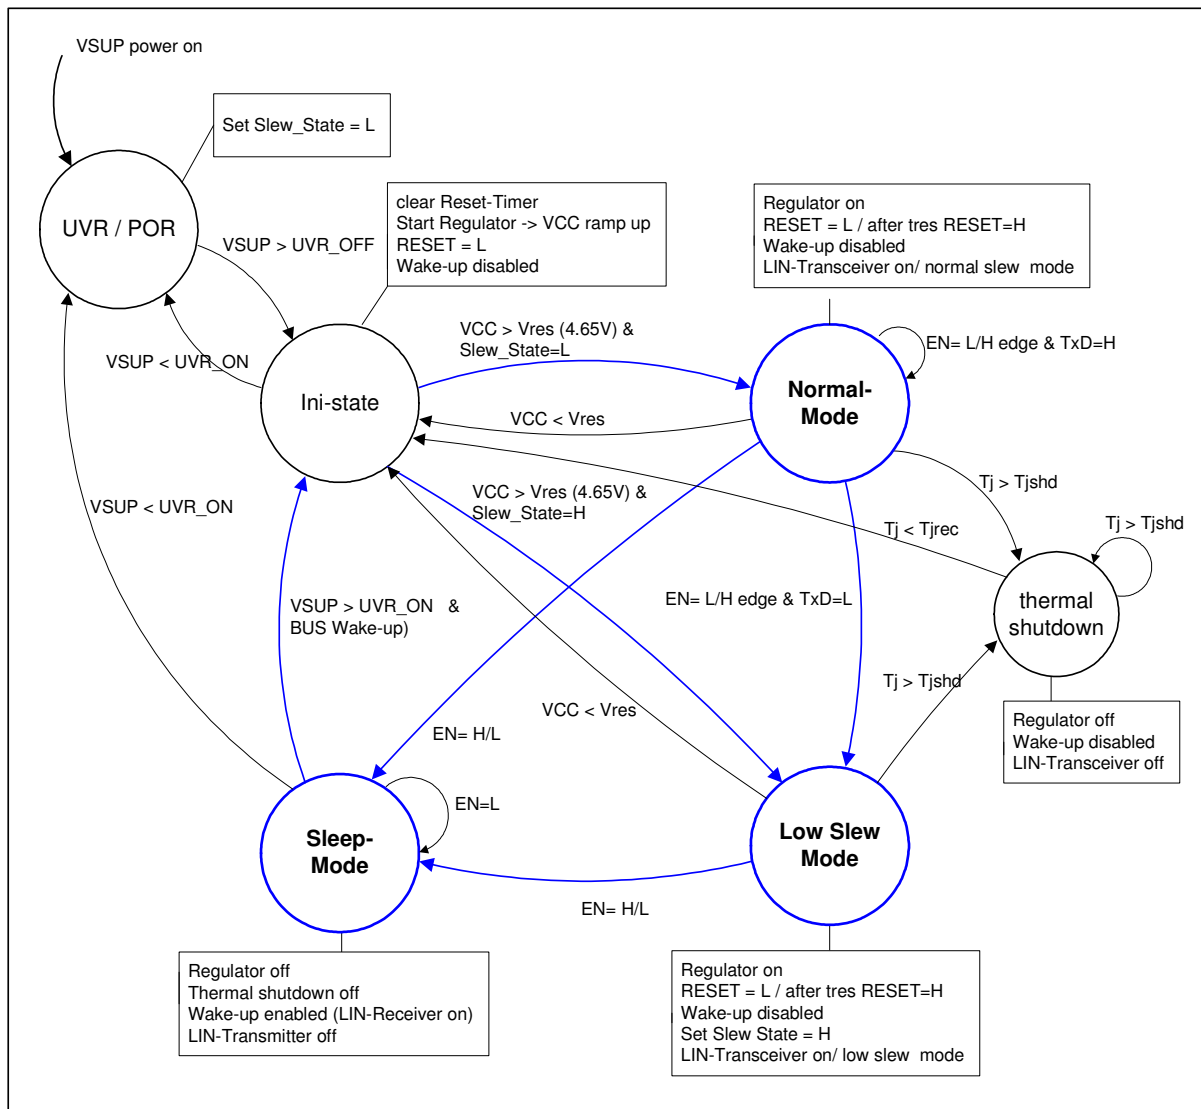 VSUP power on
Set Slew_State = L
UVR / POR
VSUP > UVR_OFF
clear Reset-Timer
Start Regulator -> VCC ramp up
RESET = L
Wake-up disabled
Regulator on
RESET = L / after tres RESET=H
Wake-up disabled
LIN-Transceiver on/ normal slew  mode
VSUP < UVR_ON
Ini-state
VCC > Vres (4.65V) &
Slew_State=L
EN= L/H edge & TxD=H
Normal-
Mode
VCC < Vres
VSUP < UVR_ON
VCC > Vres (4.65V) &
Slew_State=H
Tj > Tjshd
Tj < Tjrec
Tj > Tjshd
VSUP > UVR_ON   &
BUS Wake-up)
EN= L/H edge & TxD=L
thermal
shutdown
Tj > Tjshd
VCC < Vres
EN= H/L
Regulator off
Wake-up disabled
LIN-Transceiver off
EN=L
Sleep-
Mode
Low Slew
Mode
EN= H/L
Regulator off
Thermal shutdown off
Wake-up enabled (LIN-Receiver on)
LIN-Transmitter off
Regulator on
RESET = L / after tres RESET=H
Wake-up disabled
Set Slew State = H
LIN-Transceiver on/ low slew  mode